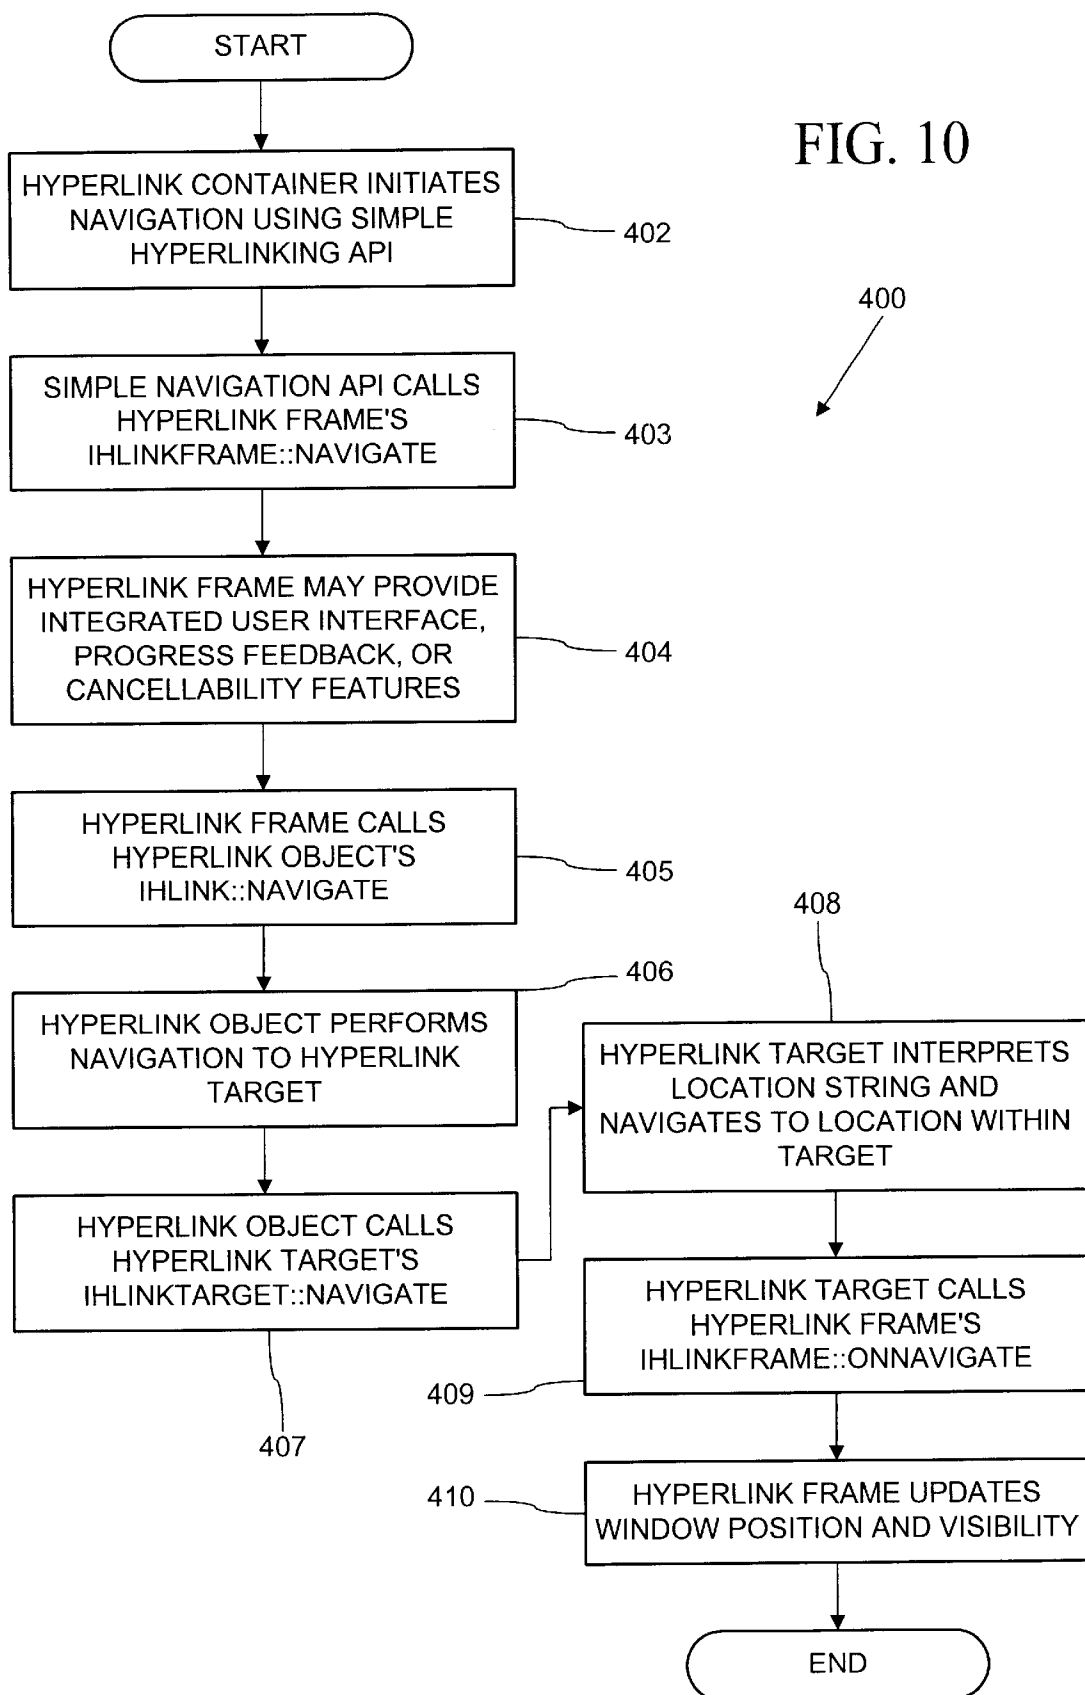 START
FIG. 10
HYPERLINK CONTAINER INITIATES
NAVIGATION USING SIMPLE
HYPERLINKING API
402
400
SIMPLE NAVIGATION API CALLS
HYPERLINK FRAME'S
IHLINKFRAME::NAVIGATE
403
HYPERLINK FRAME MAY PROVIDE
INTEGRATED USER INTERFACE,
PROGRESS FEEDBACK, OR
CANCELLABILITY FEATURES
404
HYPERLINK FRAME CALLS
HYPERLINK OBJECT'S
IHLINK::NAVIGATE
405
HYPERLINK OBJECT PERFORMS
NAVIGATION TO HYPERLINK
TARGET
406
HYPERLINK OBJECT CALLS
HYPERLINK TARGET'S
IHLINKTARGET::NAVIGATE
407
408
HYPERLINK TARGET INTERPRETS
LOCATION STRING AND
NAVIGATES TO LOCATION WITHIN
TARGET
HYPERLINK TARGET CALLS
HYPERLINK FRAME'S
IHLINKFRAME::ONNAVIGATE
409
HYPERLINK FRAME UPDATES
WINDOW POSITION AND VISIBILITY
410
END